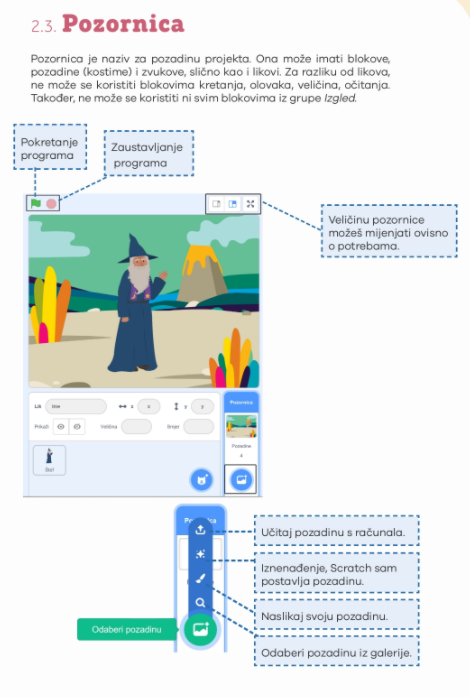 2.3. Pozornica
Pozornica je naziv za pozadinu projekta. Ona može imati blokove,
pozadine (kostime) i zvukove, slično kao i likovi. Za razliku od likova,
ne može se koristiti blokovima kretanja, olovaka, veličina, očitanja.
Također, ne može se koristiti ni svim blokovima iz grupe Izgled.
Pokretanje
programa
Zaustavljanje
programa
Veličinu pozornice
možeš mijenjati ovisno
o potrebama.
Lik
Ime
x
x
y
y
Prikaži
Veličina
Smjer
Pozornica
Pozadine
4
Učitaj pozadinu s računala.
Iznenađenje, Scratch sam
postavlja pozadinu.
Naslikaj svoju pozadinu.
Odaberi pozadinu
Odaberi pozadinu iz galerije.